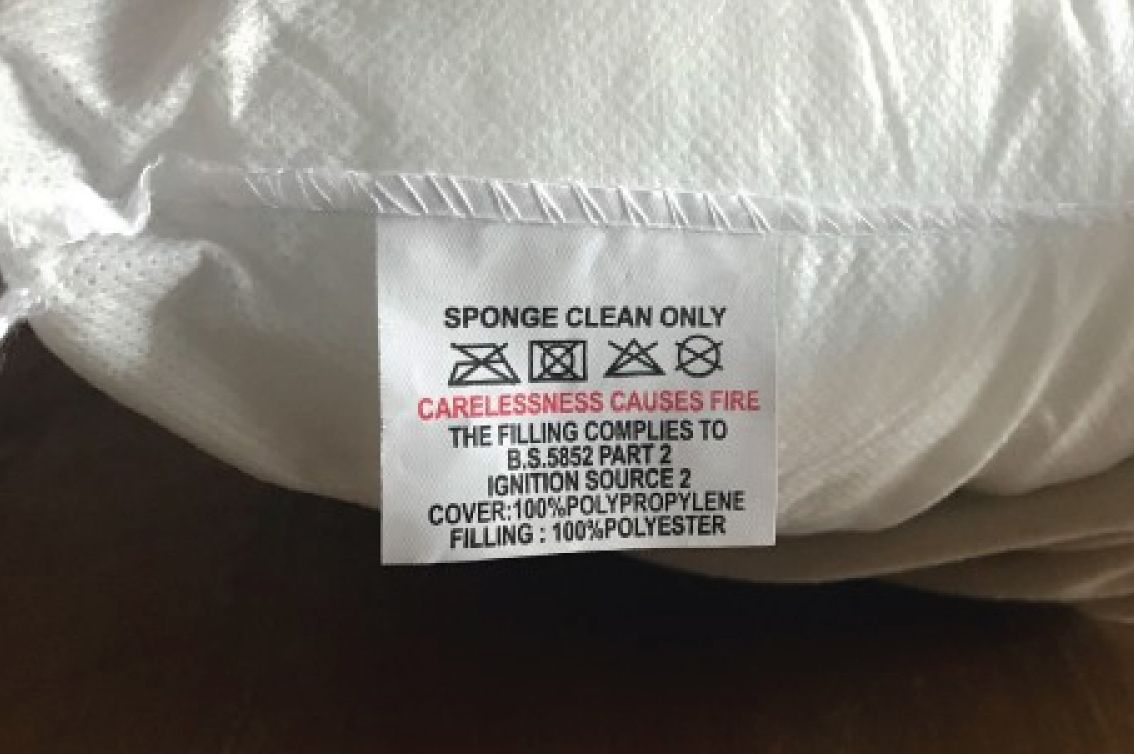 SPONGE CLEAN ONLY
CARELESSNESS CAUSES FIRE
THE FILLING COMPLIES TO
B.S.5852 PART 2
IGNITION SOURCE 2
COVER:100%POLYPROPYLENE
FILLING : 100%POLYESTER